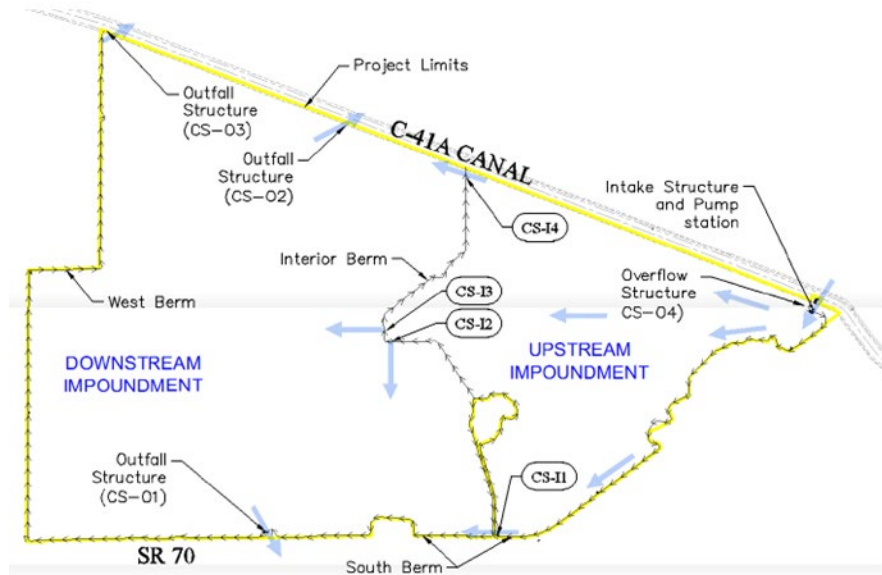 Project Limits
Outfall
Structure
(CS-03)
C-41A CANAL
Outfall
Structure
(CS-02)
Intake Structure
and Pump
station
CS-I4
Interior Berm
Overflow
Structure
CS-04)
CS-I3
West Berm
CS-I2
DOWNSTREAM
IMPOUNDMENT
UPSTREAM
IMPOUNDMENT
Outfall
Structure
(CS-01)
CS-I1
SR 70
South Berm